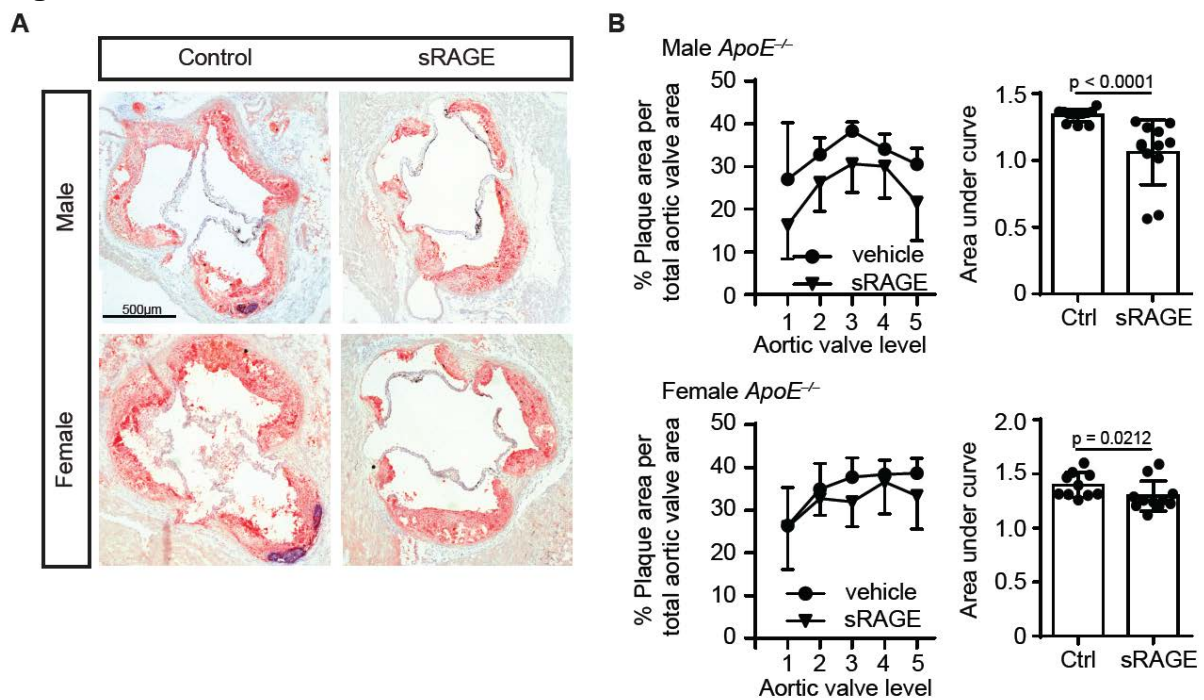 A
Control
sRAGE
Male
Female
500µm
B
Male ApoE–/–
% Plaque area per
total aortic valve area
50
40
30
20
10
0
vehicle
sRAGE
1 2 3 4 5
Aortic valve level
p < 0.0001
Area under curve
1.5
1.0
0.5
0
Ctrl sRAGE
Female ApoE–/–
% Plaque area per
total aortic valve area
50
40
30
20
10
0
vehicle
sRAGE
1 2 3 4 5
Aortic valve level
p = 0.0212
Area under curve
2.0
1.5
1.0
0.5
0
Ctrl sRAGE